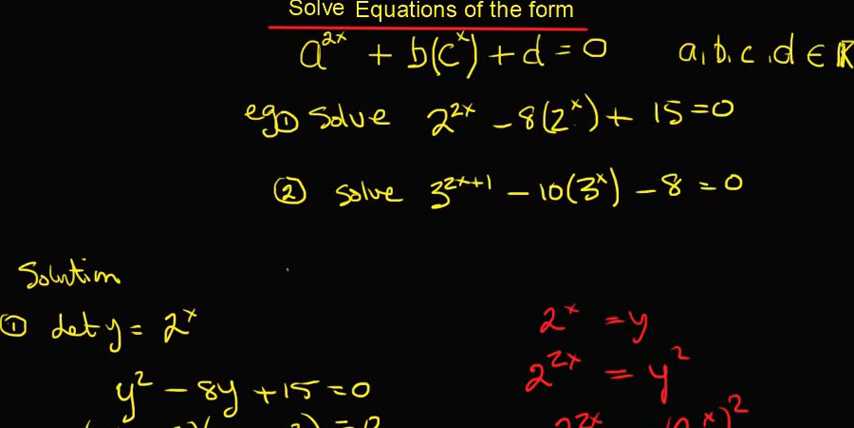 Solve Equations of the form
a^2x + b(c^x) + d = 0 a, b, c, d ∈ ℝ
eg ① Solve 2^2x - 8(2^x) + 15 = 0
② Solve 3^2x+1 - 10(3^x) - 8 = 0
Solution
① Let y = 2^x
2^x = y
2^2x = y^2
y^2 - 8y + 15 = 0